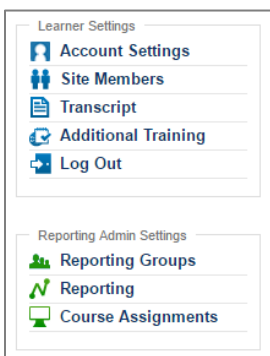 Learner Settings
Account Settings
Site Members
Transcript
Additional Training
Log Out
Reporting Admin Settings
Reporting Groups
Reporting
Course Assignments